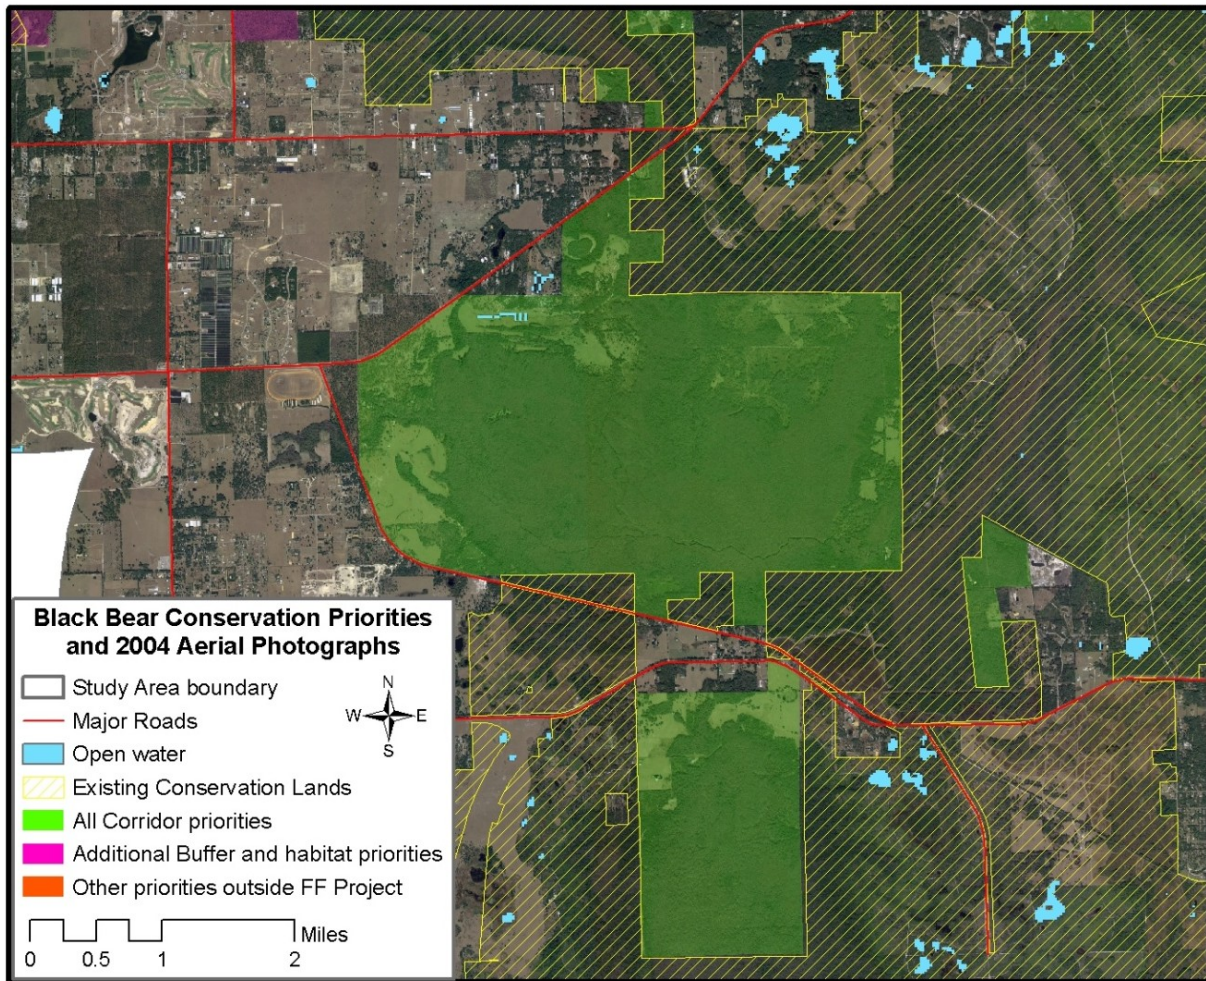 Black Bear Conservation Priorities
and 2004 Aerial Photographs
Study Area boundary
Major Roads
Open water
Existing Conservation Lands
All Corridor priorities
Additional Buffer and habitat priorities
Other priorities outside FF Project
N
W E
S
Miles
0 0.5 1 2